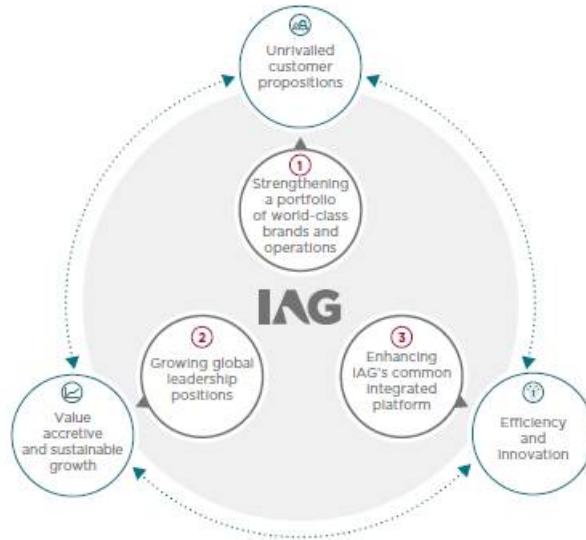 Unrivalled
customer
propositions
1
Strengthening
a portfolio
of world-class
brands and
operations
IAG
2
Growing global
leadership
positions
3
Enhancing
IAG's common
integrated
platform
Value
accretive
and sustainable
growth
Efficiency
and
innovation